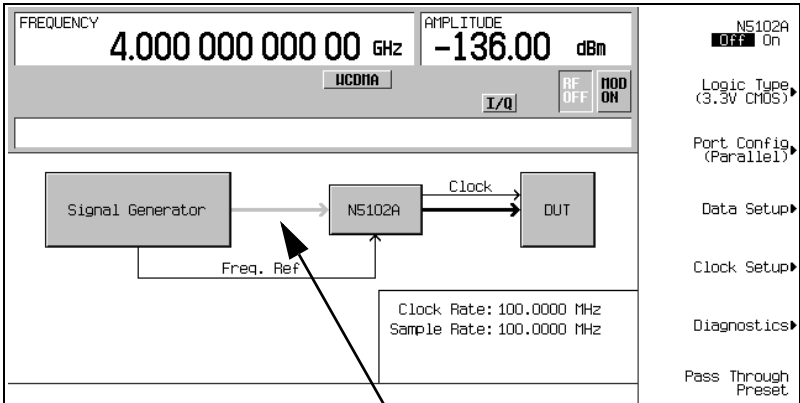 FREQUENCY
4.000 000 000 00 GHz
AMPLITUDE
-136.00 dBm
WCDMA
I/Q
RF OFF
MOD ON
Signal Generator
N5102A
Clock
DUT
Freq. Ref
Clock Rate: 100.0000 MHz
Sample Rate: 100.0000 MHz
N5102A
Off On
Logic Type
(3.3V CMOS)
Port Config
(Parallel)
Data Setup
Clock Setup
Diagnostics
Pass Through
Preset